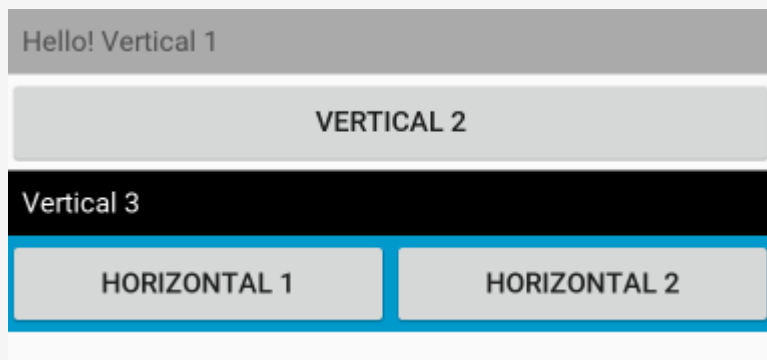 Hello! Vertical 1
VERTICAL 2
Vertical 3
HORIZONTAL 1 HORIZONTAL 2